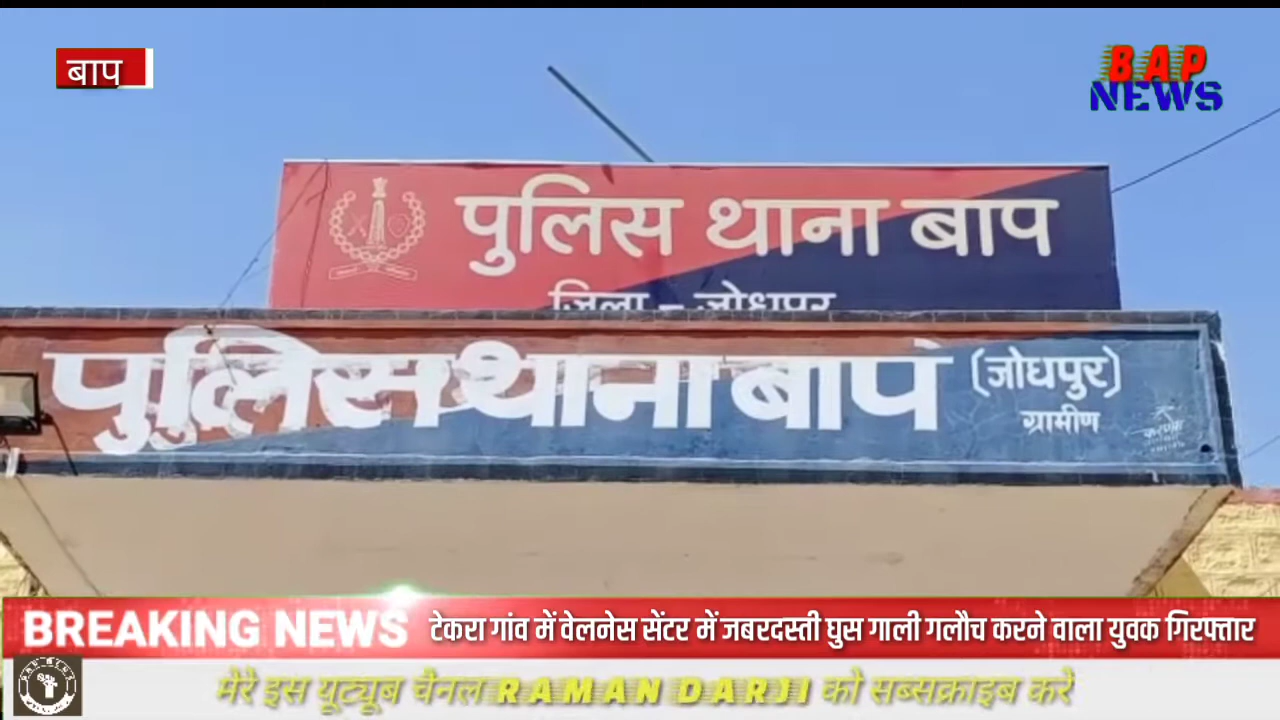 बाप
BAP
NEWS
पुलिस थाना बाप
जिला – जोधपुर
पुलिस थाना बाप (जोधपुर)
ग्रामीण
BREAKING NEWS टेकरा गांव में वेलनेस सेंटर में जबरदस्ती घुस गाली गलौच करने वाला युवक गिरफ्तार
मेरे इस यूट्यूब चैनल RAMAN DARJI को सब्सक्राइब करे